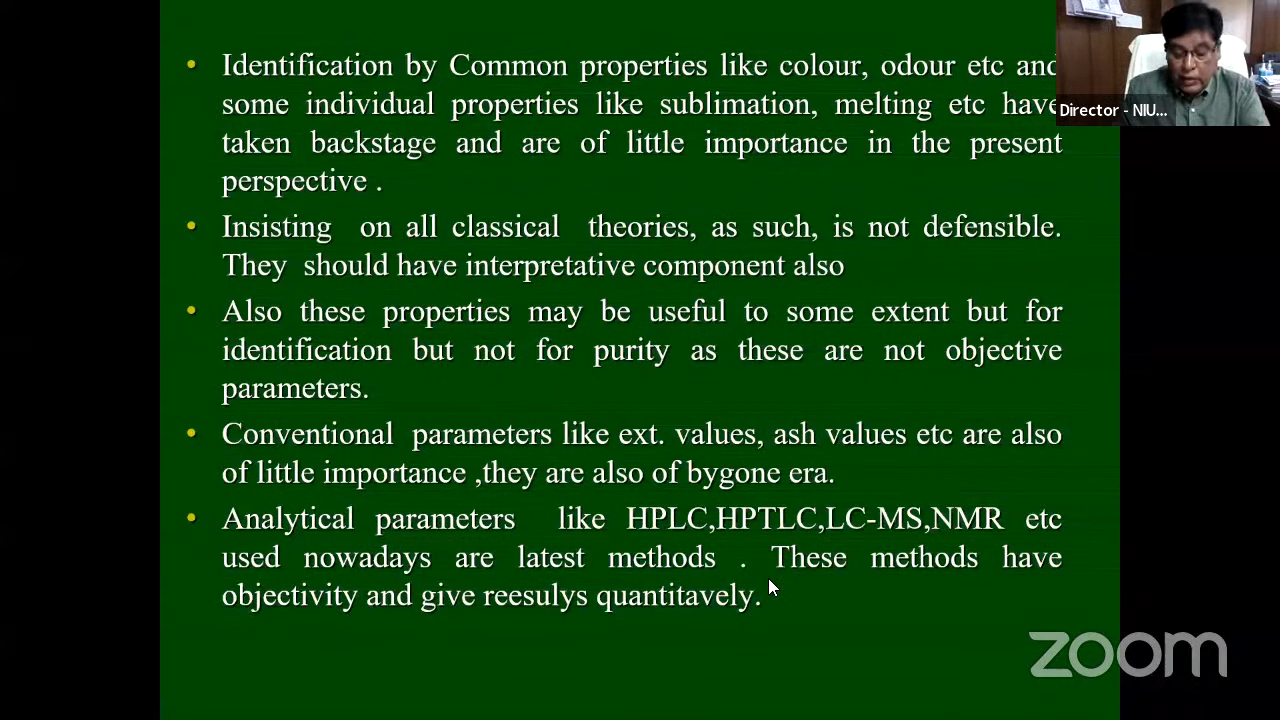 Identification by Common properties like colour, odour etc and
some individual properties like sublimation, melting etc have
taken backstage and are of little importance in the present
perspective .
Insisting on all classical theories, as such, is not defensible.
They should have interpretative component also
Also these properties may be useful to some extent but for
identification but not for purity as these are not objective
parameters.
Conventional parameters like ext. values, ash values etc are also
of little importance ,they are also of bygone era.
Analytical parameters like HPLC,HPTLC,LC-MS,NMR etc
used nowadays are latest methods . These methods have
objectivity and give reesulys quantitavely.
Director - NIU...
zoom